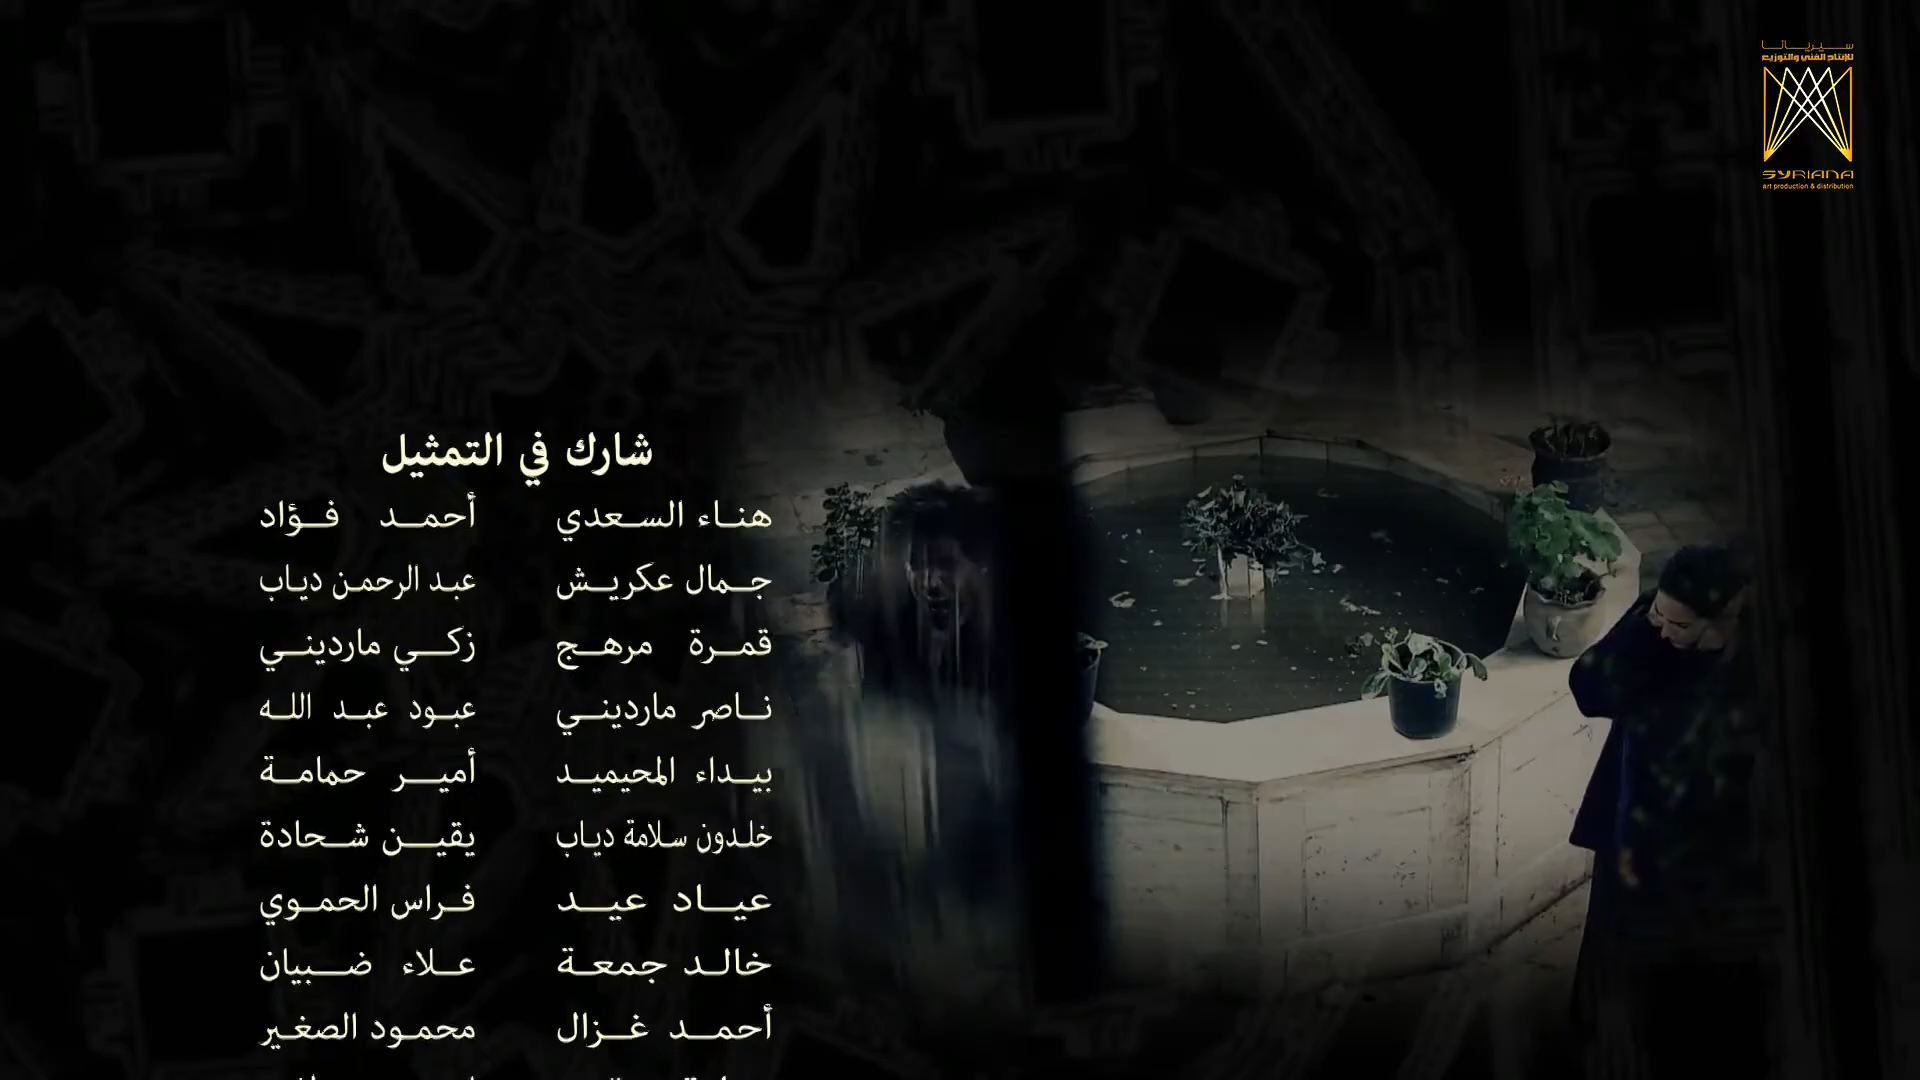 سيريانا
للإنتاج الفني والتوزيع
SYRIANA
art production & distribution
شارك في التمثيل
هناء السعدي أحمد فؤاد
جمال عكريش عبد الرحمن دياب
قمرة مرهج زكي مارديني
ناصر مارديني عبود عبد الله
بيداء المحيميد أمير حمامة
خلدون سلامة دياب يقين شحادة
عياد عيد فراس الحموي
خالد جمعة علاء ضبيان
أحمد غزال محمود الصغير